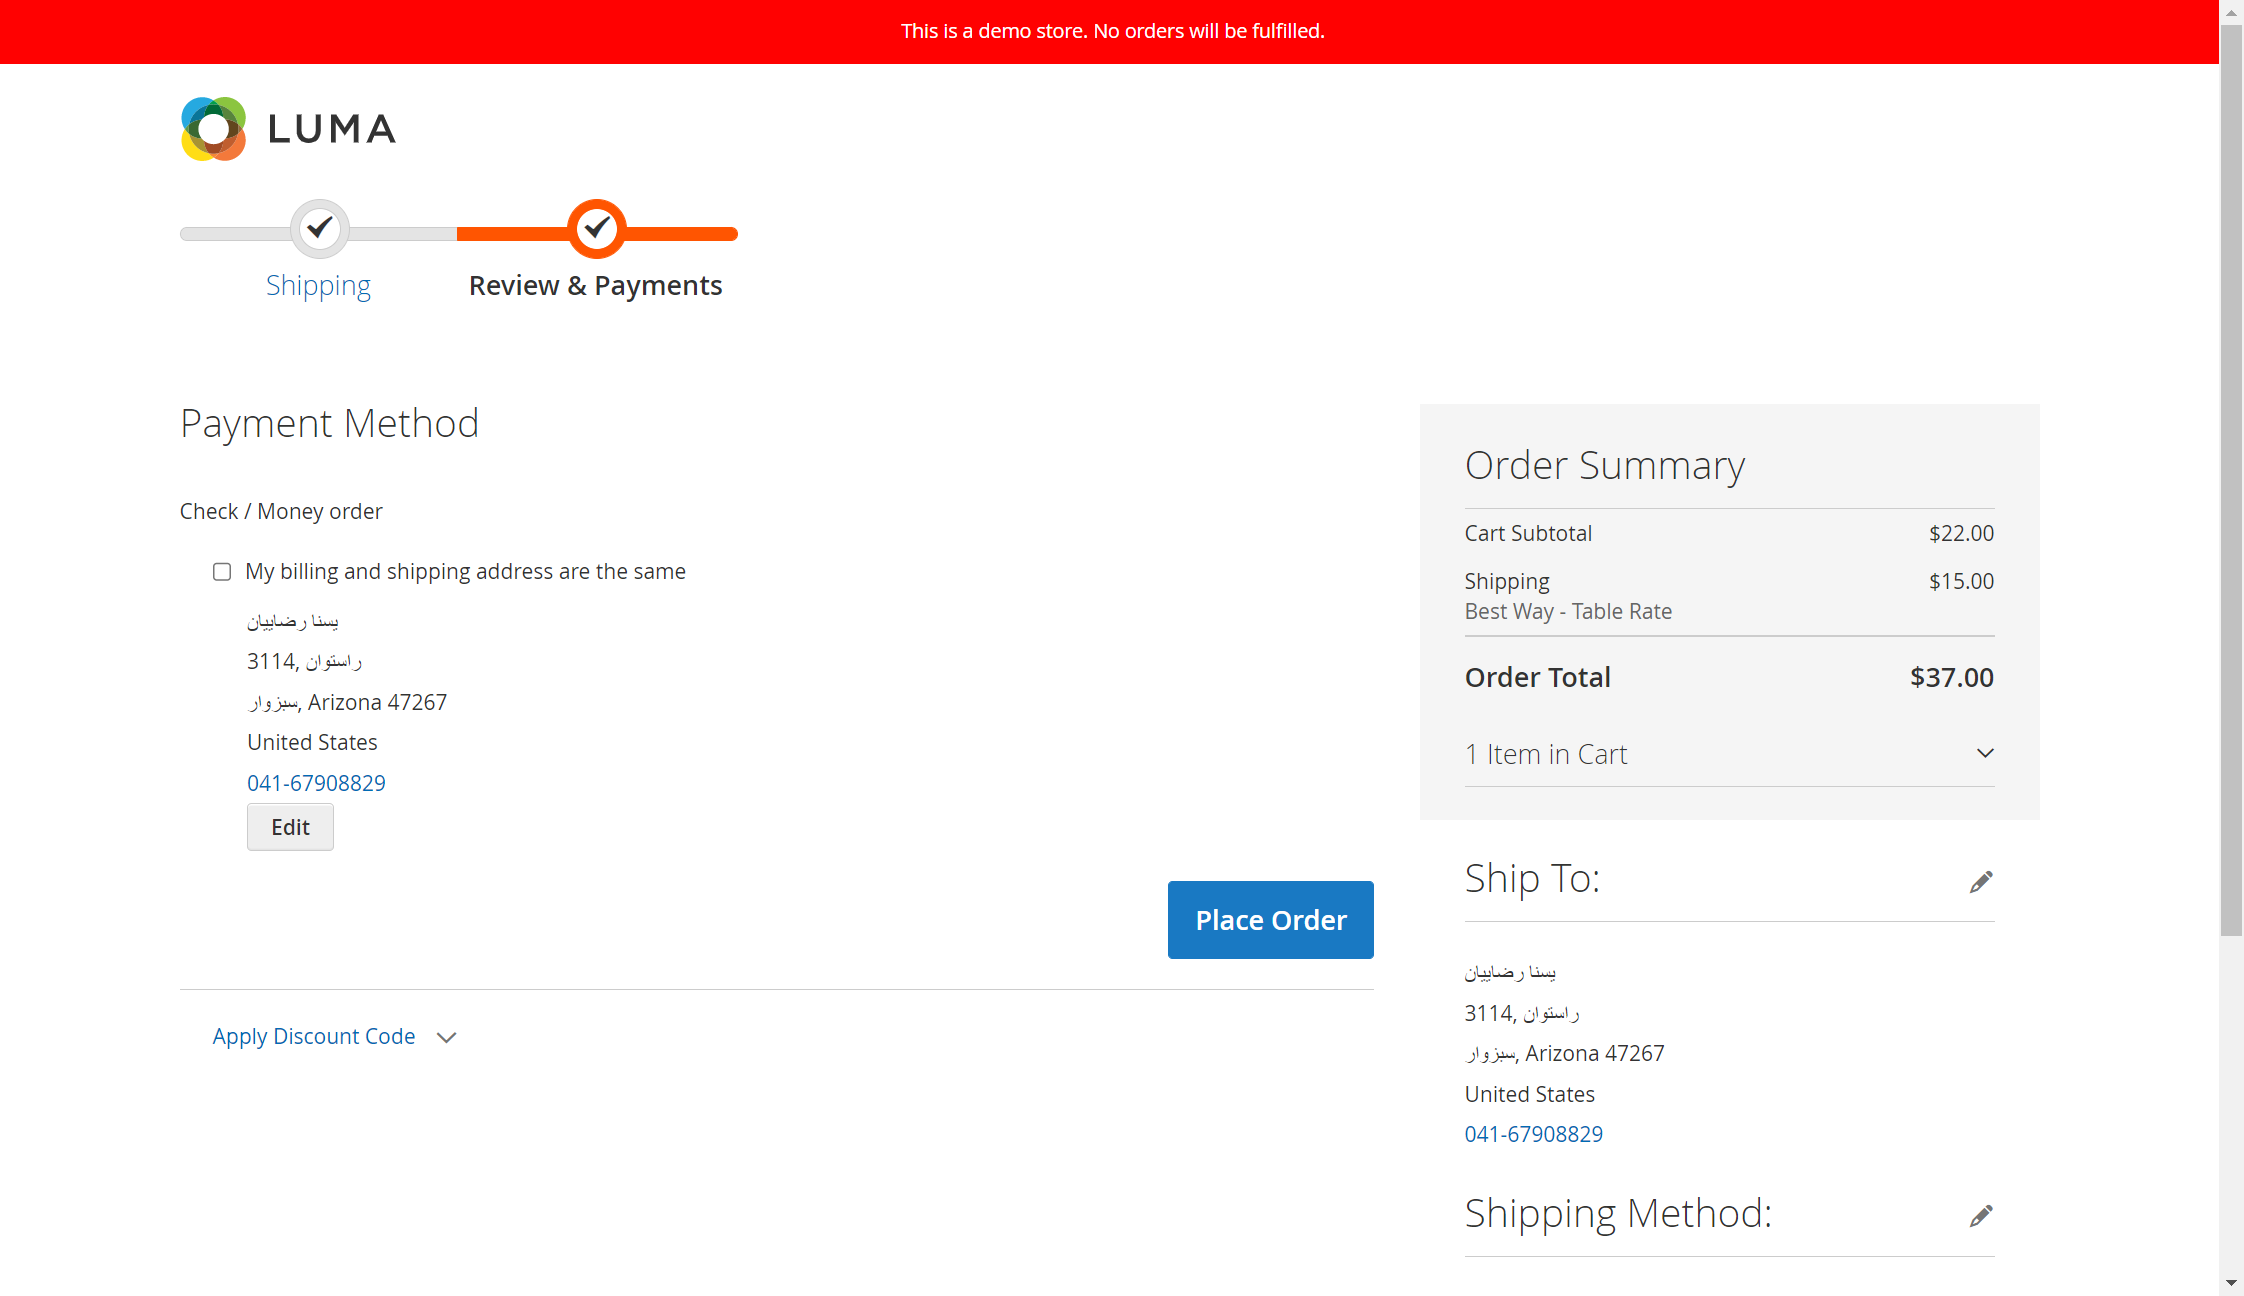 This is a demo store. No orders will be fulfilled.
LUMA
Shipping
Review & Payments
Payment Method
Check / Money order
My billing and shipping address are the same
یسنا رضاییان
3114, راستوان
سبزوار, Arizona 47267
United States
041-67908829
Edit
Place Order
Apply Discount Code
Order Summary
Cart Subtotal $22.00
Shipping $15.00
Best Way - Table Rate
Order Total $37.00
1 Item in Cart
Ship To:
یسنا رضاییان
3114, راستوان
سبزوار, Arizona 47267
United States
041-67908829
Shipping Method: